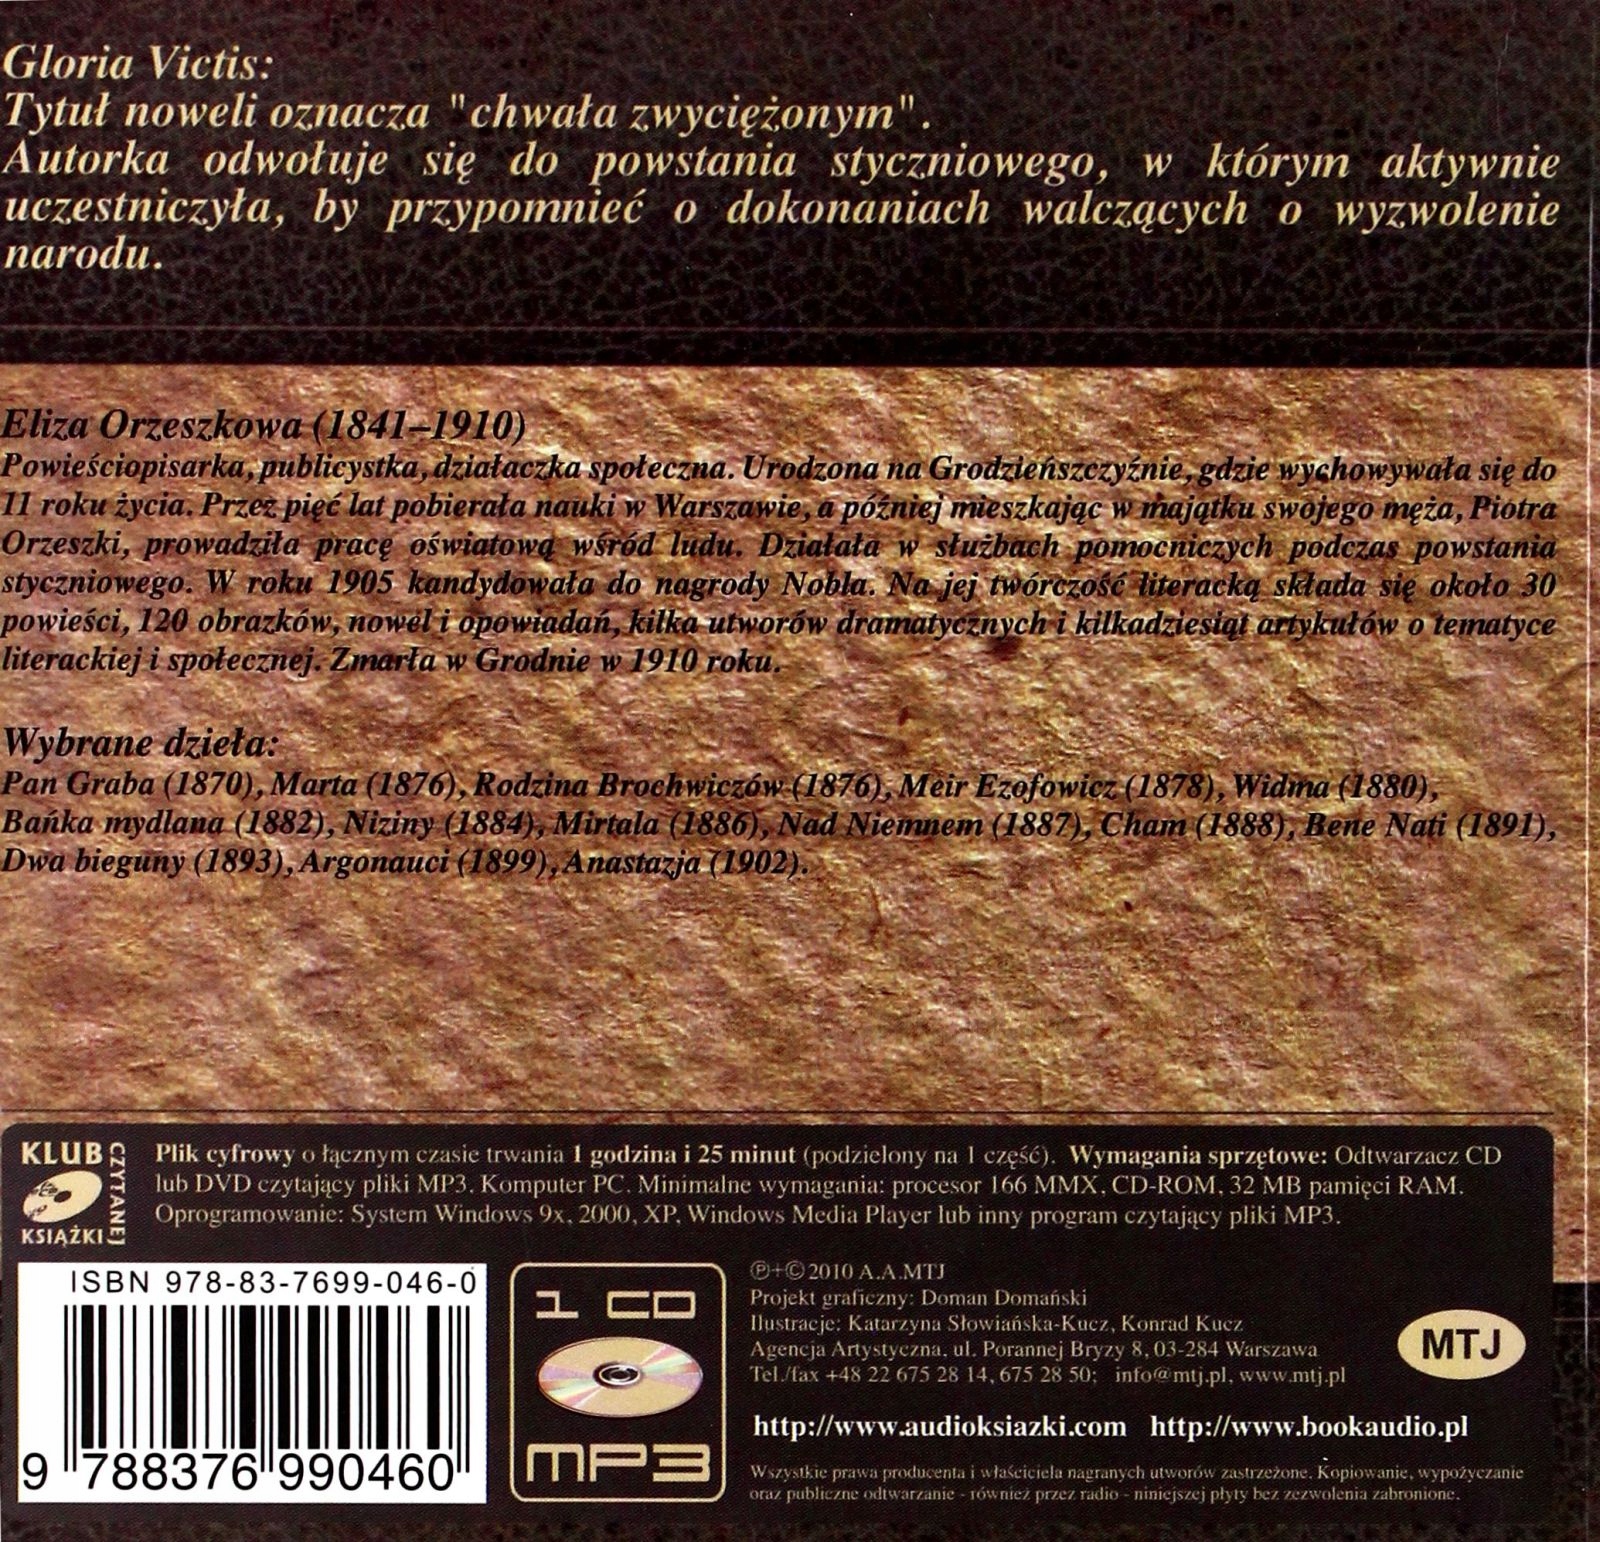 Gloria Victis:
Tytuł noweli oznacza "chwała zwyciężonym".
Autorka odwołuje się do powstania styczniowego, w którym aktywnie
uczestniczyła, by przypomnieć o dokonaniach walczących o wyzwolenie
narodu.
Eliza Orzeszkowa (1841–1910)
Powieściopisarka, publicystka, działaczka społeczna. Urodzona na Grodzieńszczyźnie, gdzie wychowywała się do
11 roku życia. Przez pięć lat pobierała nauki w Warszawie, a później mieszkając w majątku swojego męża, Piotra
Orzeszki, prowadziła pracę oświatową wśród ludu. Działała w służbach pomocniczych podczas powstania
styczniowego. W roku 1905 kandydowała do nagrody Nobla. Na jej twórczość literacką składa się około 30
powieści, 120 obrazków, nowel i opowiadań, kilka utworów dramatycznych i kilkadziesiąt artykułów o tematyce
literackiej i społecznej. Zmarła w Grodnie w 1910 roku.
Wybrane dzieła:
Pan Graba (1870), Marta (1876), Rodzina Brochwiczów (1876), Meir Ezofowicz (1878), Widma (1880),
Bańka mydlana (1882), Niziny (1884), Mirtala (1886), Nad Niemnem (1887), Cham (1888), Bene Nati (1891),
Dwa bieguny (1893), Argonauci (1899), Anastazja (1902).
KLUB CZYTANEJ KSIĄŻKI
Plik cyfrowy o łącznym czasie trwania 1 godzina i 25 minut (podzielony na 1 część). Wymagania sprzętowe: Odtwarzacz CD
lub DVD czytający pliki MP3. Komputer PC. Minimalne wymagania: procesor 166 MMX, CD-ROM, 32 MB pamięci RAM.
Oprogramowanie: System Windows 9x, 2000, XP, Windows Media Player lub inny program czytający pliki MP3.
ISBN 978-83-7699-046-0
9 788376 990460
1 CD
MP3
℗+© 2010 A.A.MTJ
Projekt graficzny: Doman Domański
Ilustracje: Katarzyna Słowiańska-Kucz, Konrad Kucz
Agencja Artystyczna, ul. Porannej Bryzy 8, 03-284 Warszawa
Tel./fax +48 22 675 28 14, 675 28 50; info@mtj.pl, www.mtj.pl
MTJ
http://www.audioksiazki.com http://www.bookaudio.pl
Wszystkie prawa producenta i właściciela nagranych utworów zastrzeżone. Kopiowanie, wypożyczanie
oraz publiczne odtwarzanie - również przez radio - niniejszej płyty bez zezwolenia zabronione.